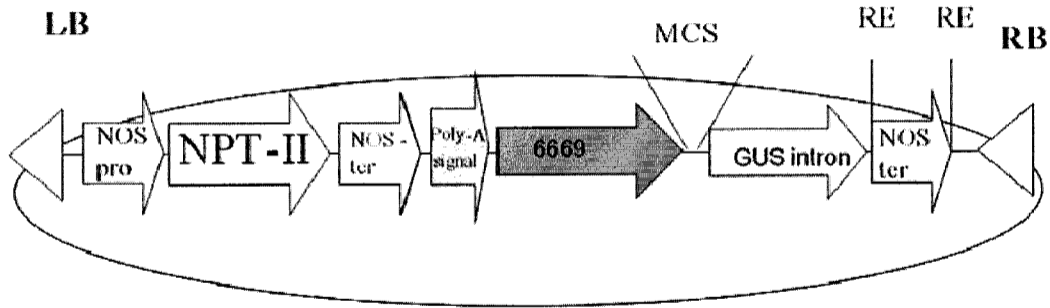 LB
MCS
RE
RE
RB
NOS
pro
NPT-II
NOS -
ter
Poly-A
signal
6669
GUS intron
NOS
ter